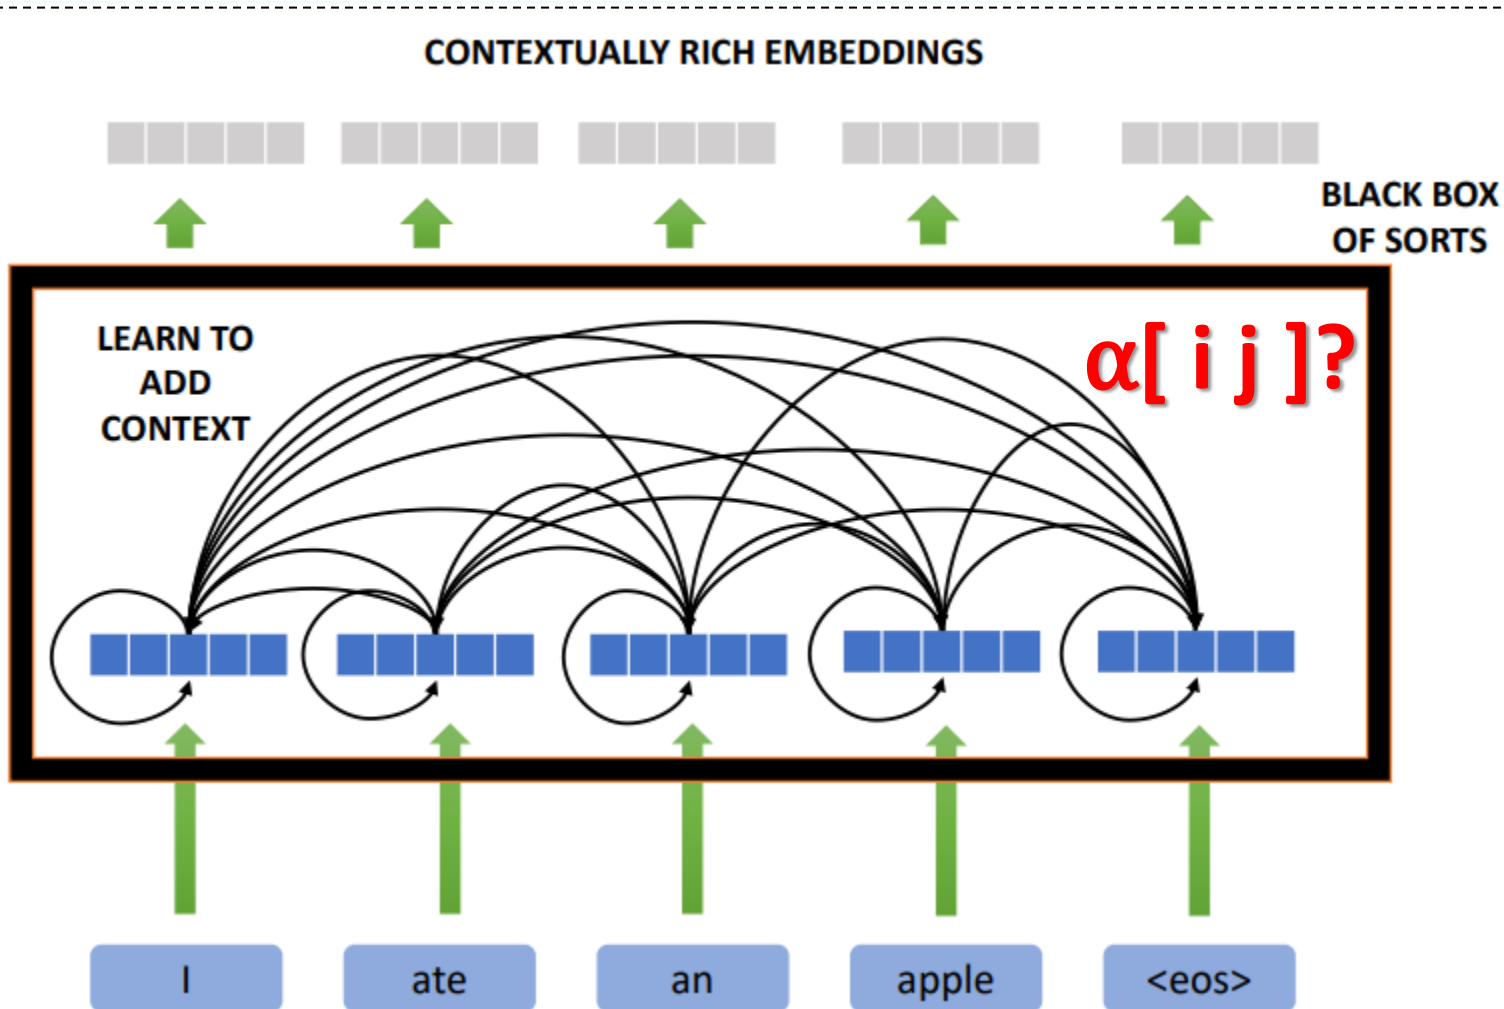 CONTEXTUALLY RICH EMBEDDINGS
BLACK BOX
OF SORTS
LEARN TO
ADD
CONTEXT
α[ i j ]?
I
ate
an
apple
<eos>